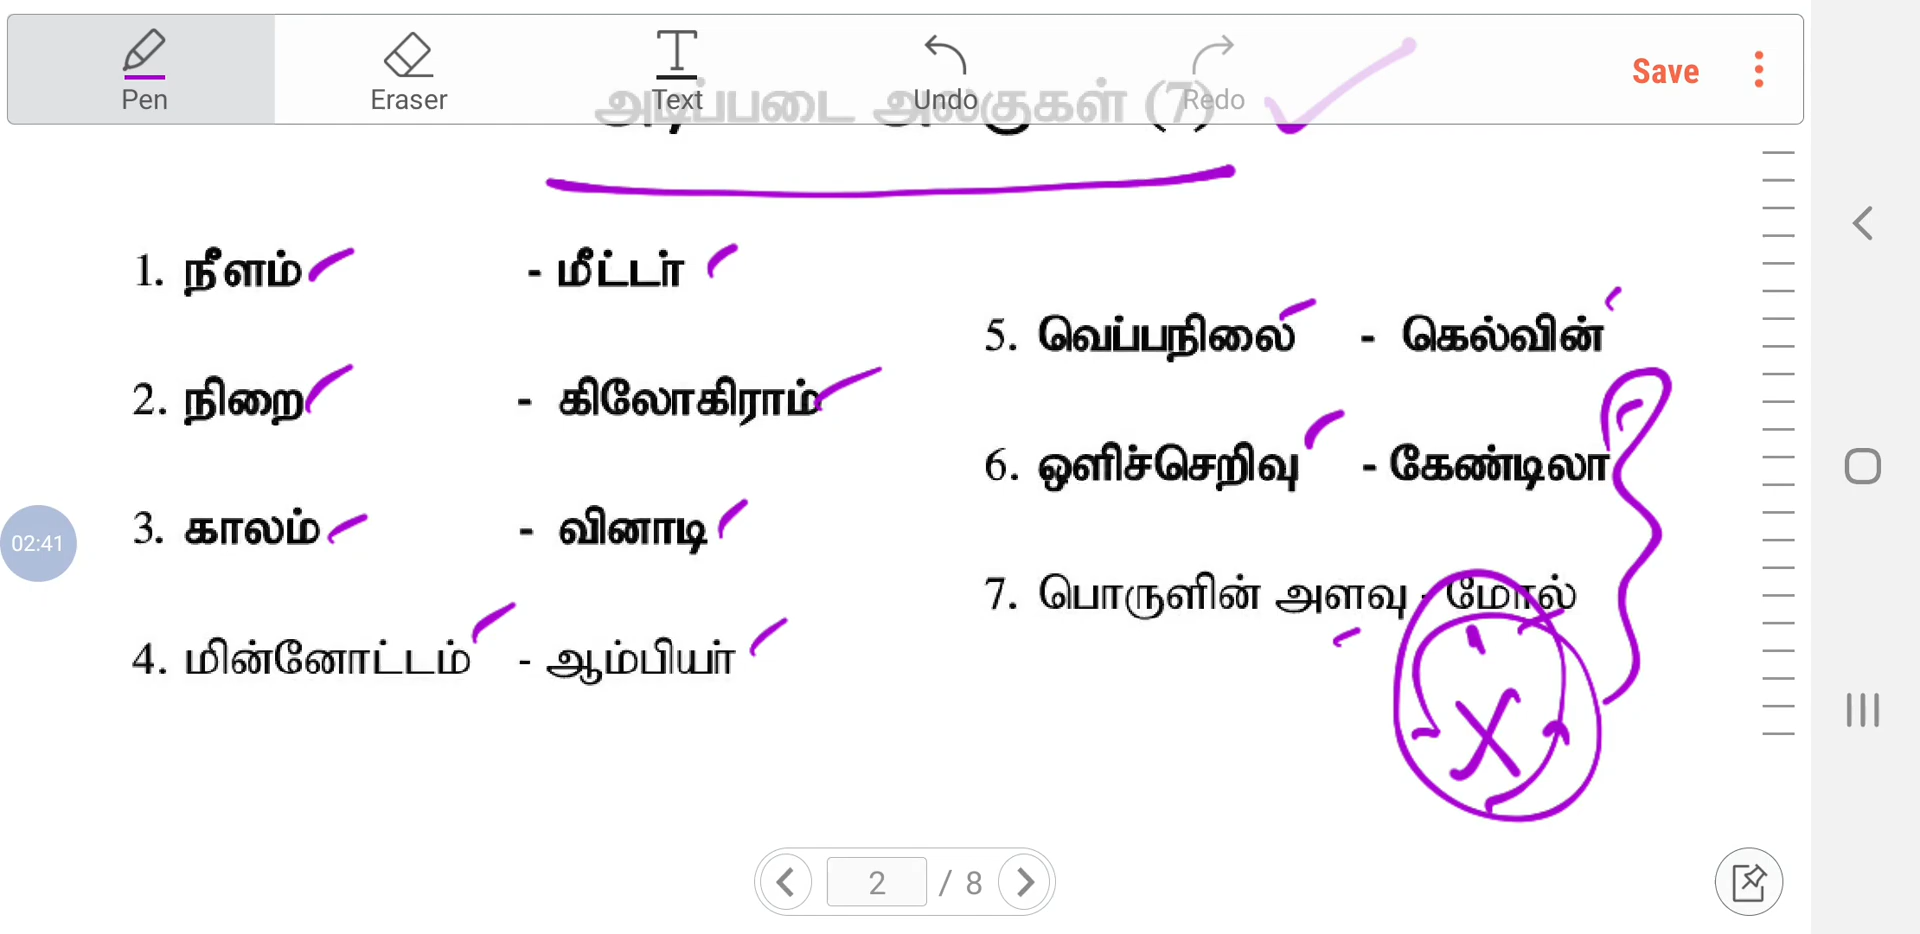 Pen
Eraser
Text
Undo
Redo
Save
அடிப்படை அலகுகள் (7)
1. நீளம் - மீட்டர்
2. நிறை - கிலோகிராம்
3. காலம் - வினாடி
4. மின்னோட்டம் - ஆம்பியர்
5. வெப்பநிலை - கெல்வின்
6. ஒளிச்செறிவு - கேண்டிலா
7. பொருளின் அளவு - மோல்
X
02:41
2 / 8